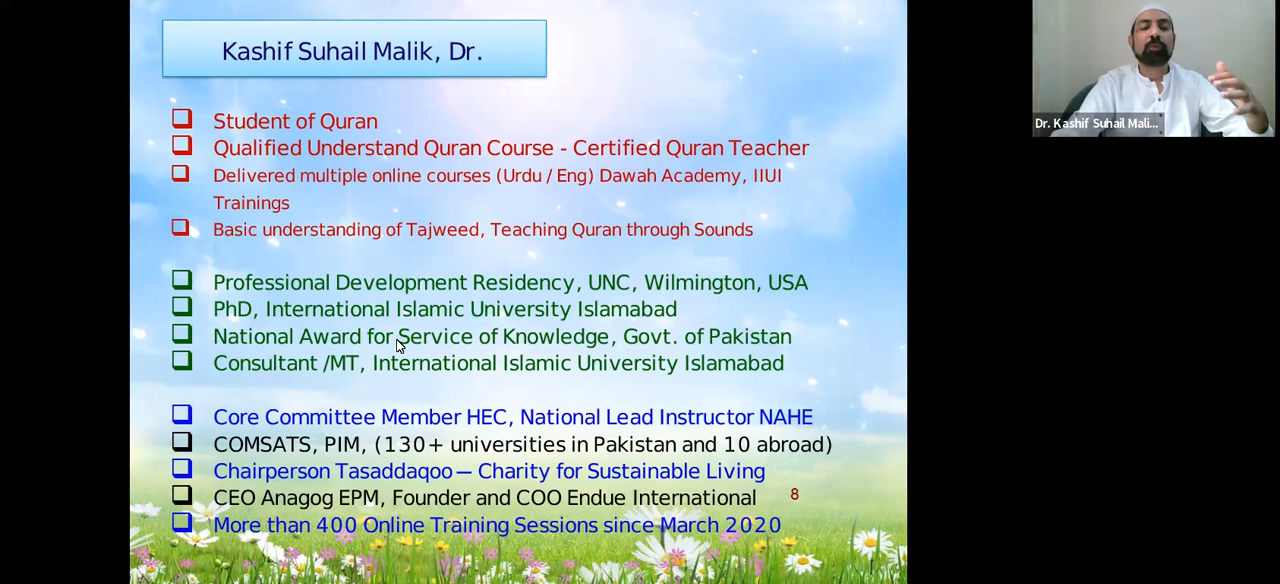 Kashif Suhail Malik, Dr.
Student of Quran
Qualified Understand Quran Course - Certified Quran Teacher
Delivered multiple online courses (Urdu / Eng) Dawah Academy, IIUI
Trainings
Basic understanding of Tajweed, Teaching Quran through Sounds
Professional Development Residency, UNC, Wilmington, USA
PhD, International Islamic University Islamabad
National Award for Service of Knowledge, Govt. of Pakistan
Consultant /MT, International Islamic University Islamabad
Core Committee Member HEC, National Lead Instructor NAHE
COMSATS, PIM, (130+ universities in Pakistan and 10 abroad)
Chairperson Tasaddaqoo — Charity for Sustainable Living
CEO Anagog EPM, Founder and COO Endue International
8
More than 400 Online Training Sessions since March 2020
Dr. Kashif Suhail Mali...